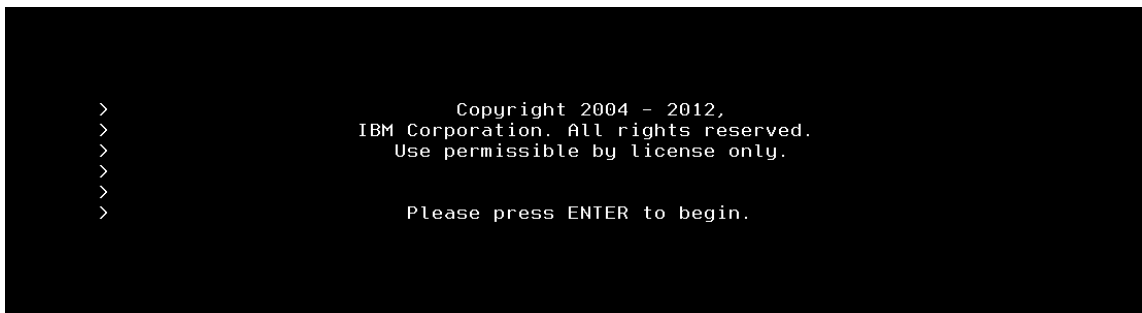 > Copyright 2004 - 2012,
> IBM Corporation. All rights reserved.
> Use permissible by license only.
>
>
> Please press ENTER to begin.